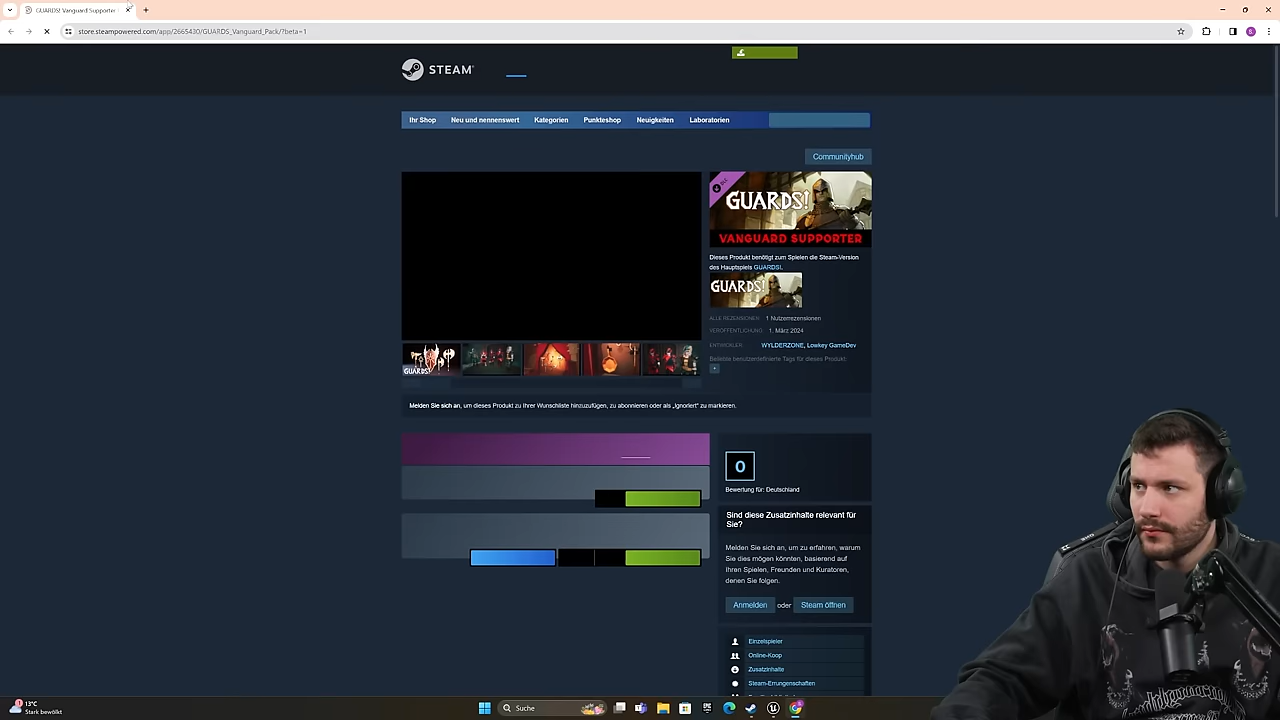 GUARDS! Vanguard Supporter
store.steampowered.com/app/2665430/GUARDS_Vanguard_Pack/?beta=1
STEAM
Ihr Shop
Neu und nennenswert
Kategorien
Punkteshop
Neuigkeiten
Laboratorien
Communityhub
GUARDS!
VANGUARD SUPPORTER
Dieses Produkt benötigt zum Spielen die Steam-Version
des Hauptspiels GUARDS!.
GUARDS!
ALLE REZENSIONEN
1 Nutzerrezensionen
VERÖFFENTLICHUNG
1. März 2024
ENTWICKLER:
WYLDERZONE, Lowkey GameDev
Beliebte benutzerdefinierte Tags für dieses Produkt:
+
GUARDS!
Melden Sie sich an, um dieses Produkt zu Ihrer Wunschliste hinzuzufügen, zu abonnieren oder als „Ignoriert" zu markieren.
0
Bewertung für: Deutschland
Sind diese Zusatzinhalte relevant für
Sie?
Melden Sie sich an, um zu erfahren, warum
Sie dies mögen könnten, basierend auf
Ihren Spielen, Freunden und Kuratoren,
denen Sie folgen.
Anmelden oder Steam öffnen
Einzelspieler
Online-Koop
Zusatzinhalte
Steam-Errungenschaften
13°C
Stark bewölkt
Suche